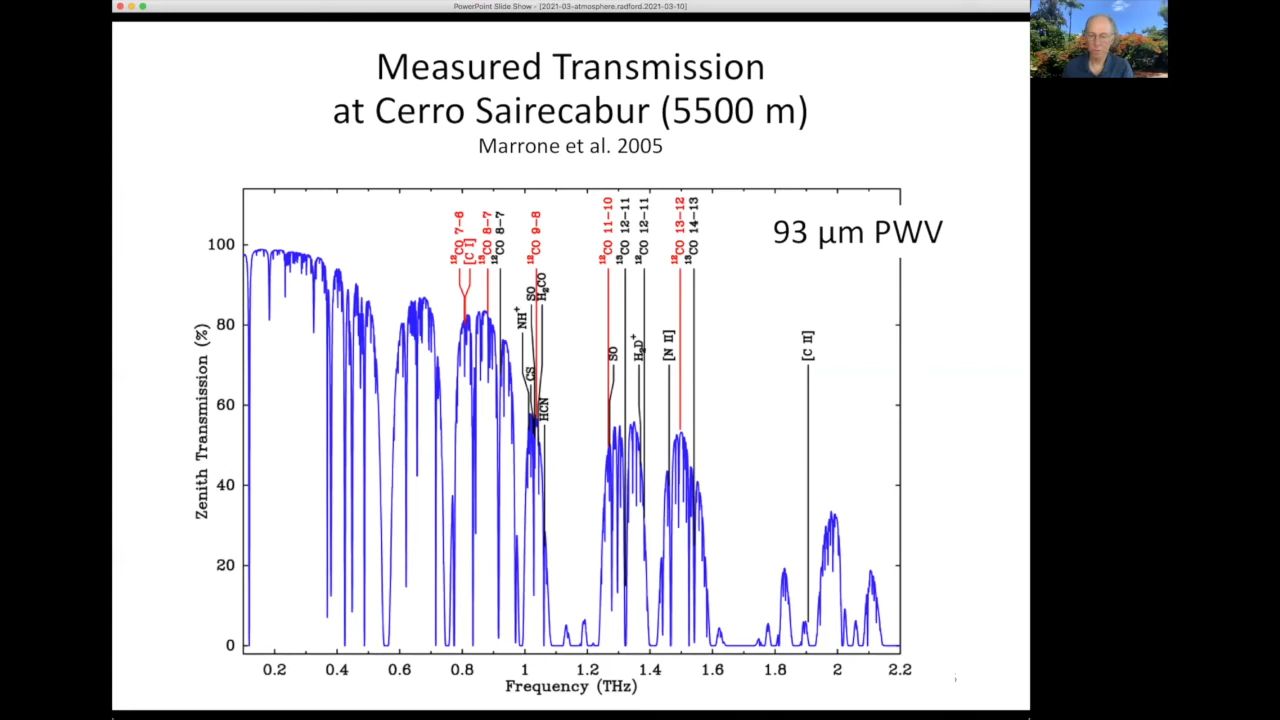 PowerPoint Slide Show - [2021-03-atmosphere.radford.2021-03-10]
Measured Transmission
at Cerro Sairecabur (5500 m)
Marrone et al. 2005
93 µm PWV
¹²CO 7–6
[C I]
¹³CO 8–7
¹²CO 8–7
¹²CO 9–8
¹²CO 11–10
¹³CO 12–11
¹²CO 12–11
¹²CO 13–12
¹³CO 14–13
NH⁺
SO
H₂CO
CS
HCN
SO
H₂D⁺
[N II]
[C II]
Zenith Transmission (%)
100
80
60
40
20
0
0.2 0.4 0.6 0.8 1 1.2 1.4 1.6 1.8 2 2.2
Frequency (THz)